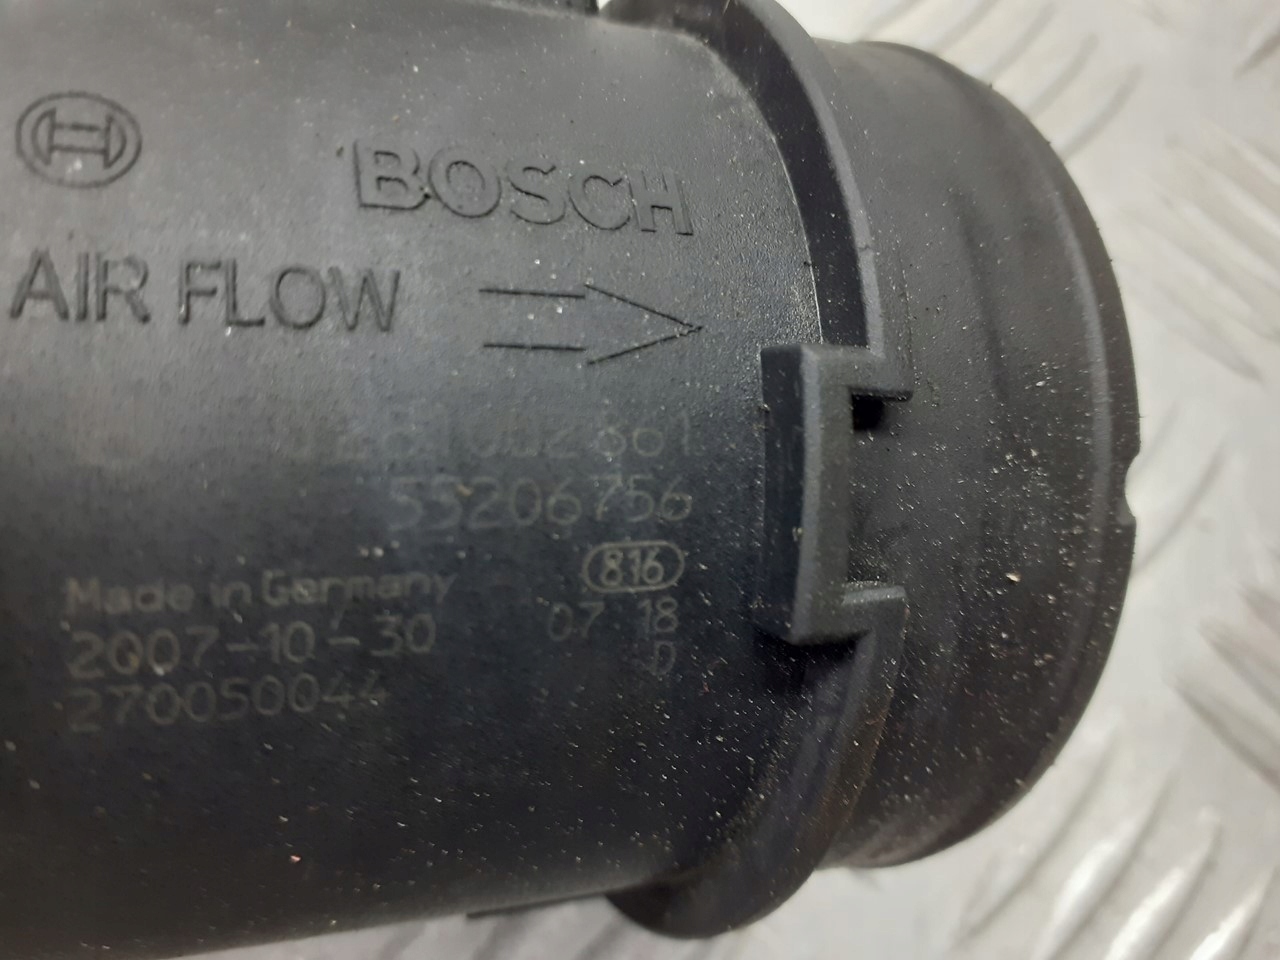 BOSCH
AIR FLOW
55206756
Made in Germany 816
2007-10-30 07 18
270050044 D